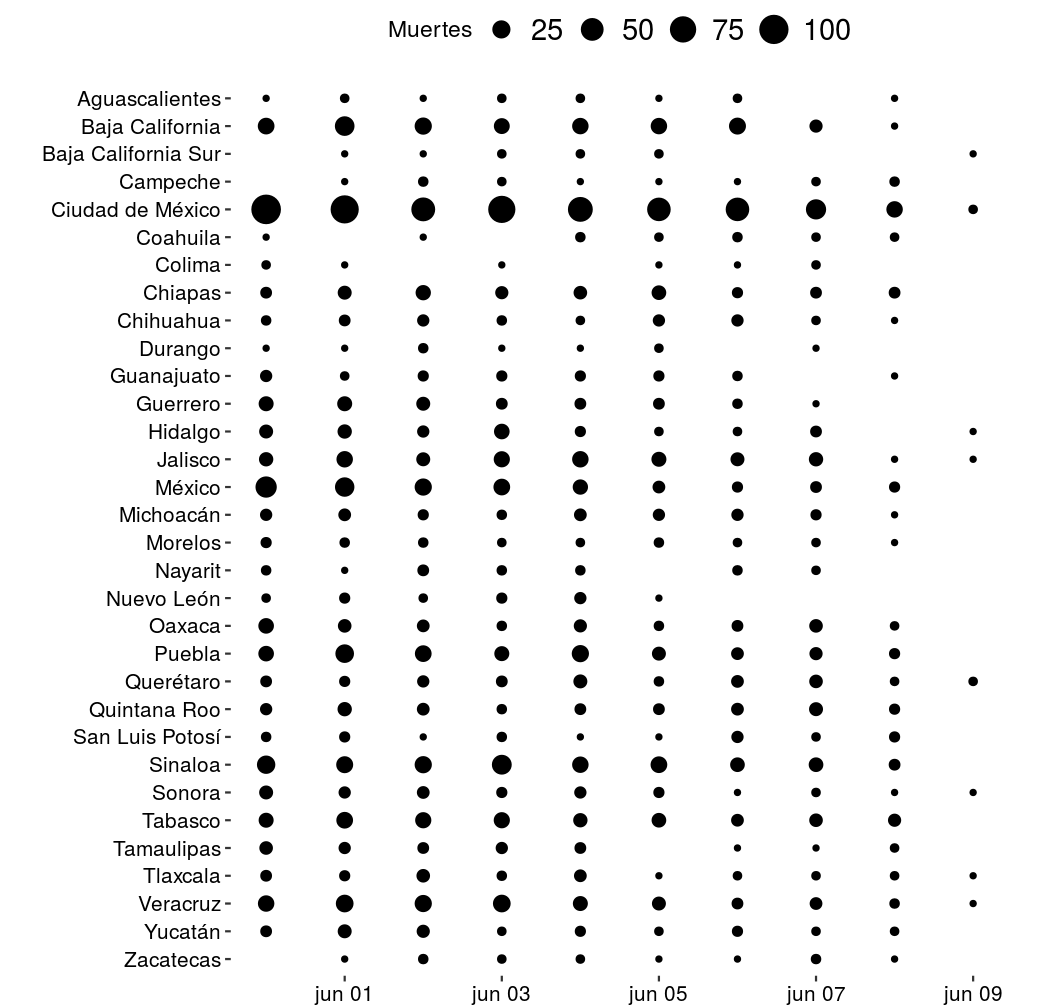 Muertes 25 50 75 100
Aguascalientes
Baja California
Baja California Sur
Campeche
Ciudad de México
Coahuila
Colima
Chiapas
Chihuahua
Durango
Guanajuato
Guerrero
Hidalgo
Jalisco
México
Michoacán
Morelos
Nayarit
Nuevo León
Oaxaca
Puebla
Querétaro
Quintana Roo
San Luis Potosí
Sinaloa
Sonora
Tabasco
Tamaulipas
Tlaxcala
Veracruz
Yucatán
Zacatecas
jun 01 jun 03 jun 05 jun 07 jun 09